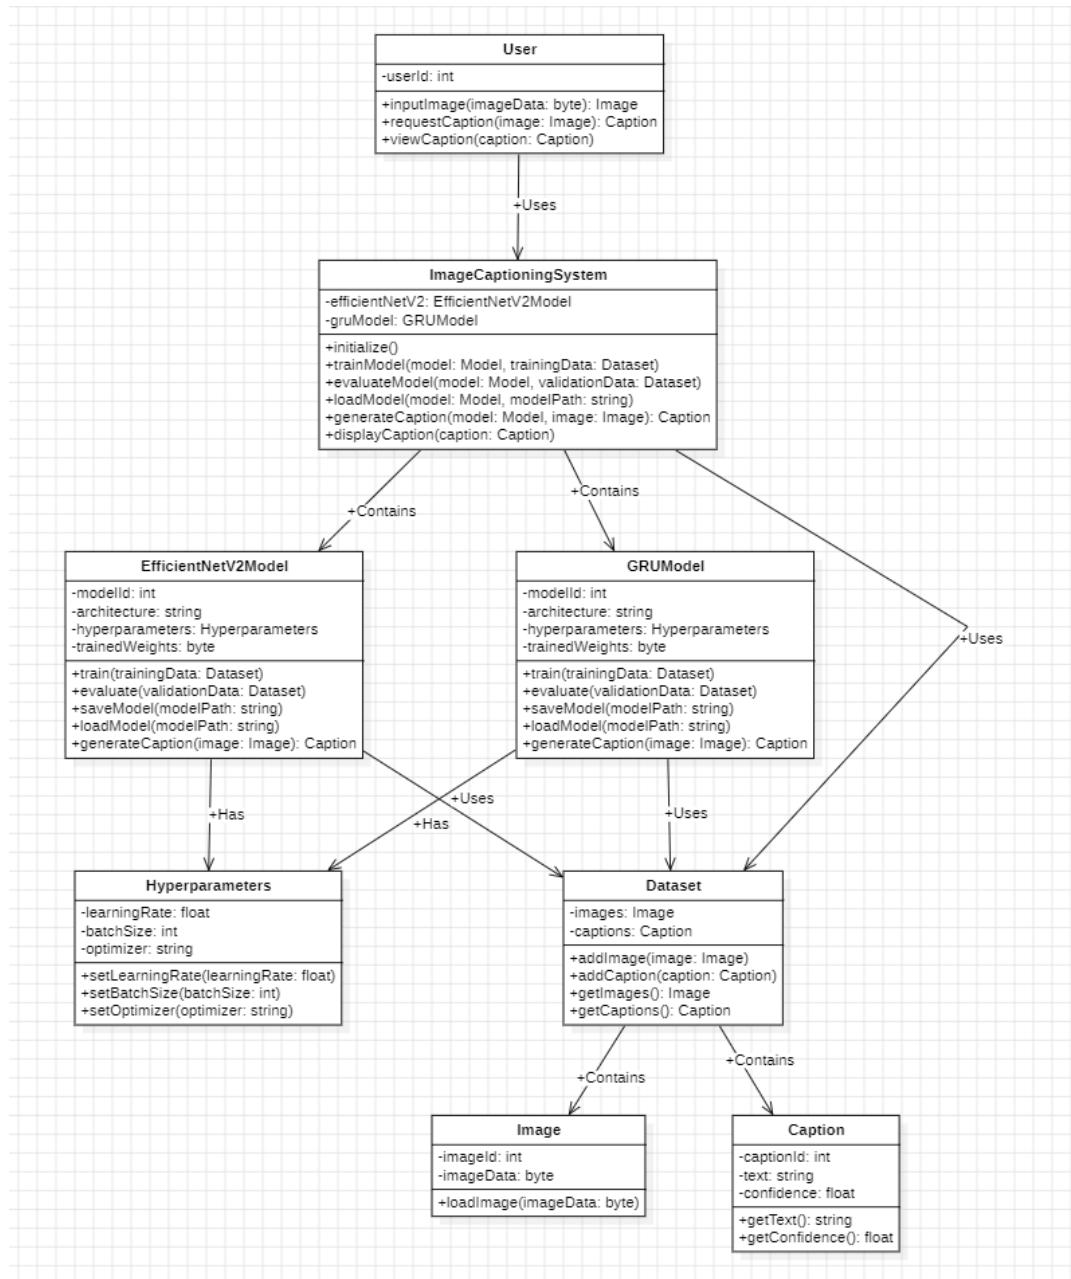 User
-userId: int
+inputImage(imageData: byte): Image
+requestCaption(image: Image): Caption
+viewCaption(caption: Caption)
+Uses
ImageCaptioningSystem
-efficientNetV2: EfficientNetV2Model
-gruModel: GRUModel
+initialize()
+trainModel(model: Model, trainingData: Dataset)
+evaluateModel(model: Model, validationData: Dataset)
+loadModel(model: Model, modelPath: string)
+generateCaption(model: Model, image: Image): Caption
+displayCaption(caption: Caption)
+Contains
+Contains
+Uses
EfficientNetV2Model
-modelId: int
-architecture: string
-hyperparameters: Hyperparameters
-trainedWeights: byte
+train(trainingData: Dataset)
+evaluate(validationData: Dataset)
+saveModel(modelPath: string)
+loadModel(modelPath: string)
+generateCaption(image: Image): Caption
GRUModel
-modelId: int
-architecture: string
-hyperparameters: Hyperparameters
-trainedWeights: byte
+train(trainingData: Dataset)
+evaluate(validationData: Dataset)
+saveModel(modelPath: string)
+loadModel(modelPath: string)
+generateCaption(image: Image): Caption
+Has
+Uses
+Has
+Uses
Hyperparameters
-learningRate: float
-batchSize: int
-optimizer: string
+setLearningRate(learningRate: float)
+setBatchSize(batchSize: int)
+setOptimizer(optimizer: string)
Dataset
-images: Image
-captions: Caption
+addImage(image: Image)
+addCaption(caption: Caption)
+getImages(): Image
+getCaptions(): Caption
+Contains
+Contains
Image
-imageId: int
-imageData: byte
+loadImage(imageData: byte)
Caption
-captionId: int
-text: string
-confidence: float
+getText(): string
+getConfidence(): float